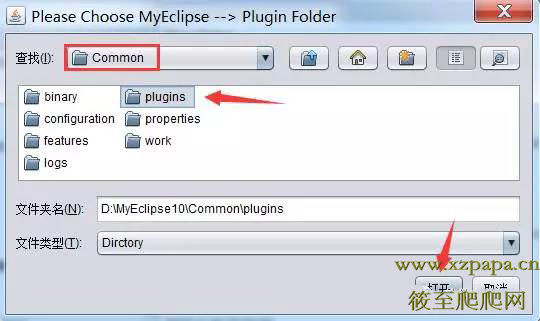 Please Choose MyEclipse --> Plugin Folder
查找(I): Common
binary plugins
configuration properties
features work
logs
文件夹名(N): D:\MyEclipse10\Common\plugins
文件类型(T): Dirctory
www.xzpapa.cn
打开 取消
筱至爬爬网